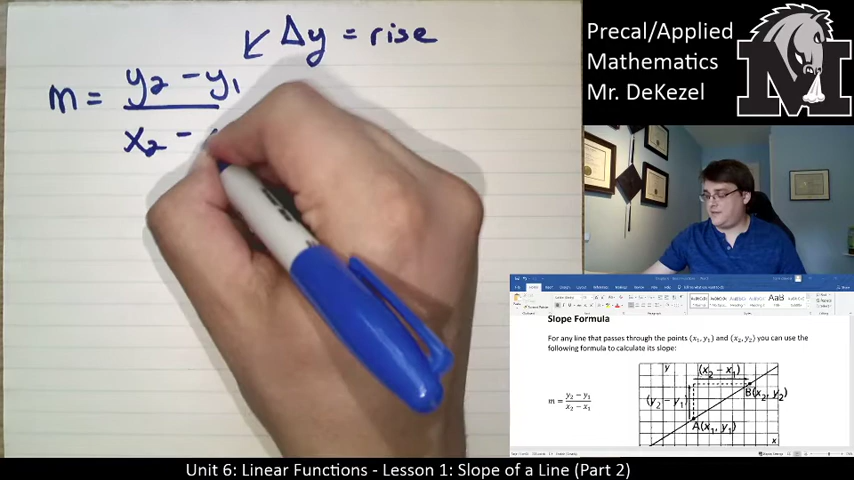 Δy = rise
m = y₂ - y₁
x₂ -
Precal/Applied
Mathematics
Mr. DeKezel
M
Slope Formula
For any line that passes through the points (x₁, y₁) and (x₂, y₂) you can use the
following formula to calculate its slope:
m = y₂ − y₁
x₂ − x₁
y
(x₂ − x₁)
(y₂ − y₁)
B(x₂, y₂)
A(x₁, y₁)
x
Unit 6: Linear Functions - Lesson 1: Slope of a Line (Part 2)